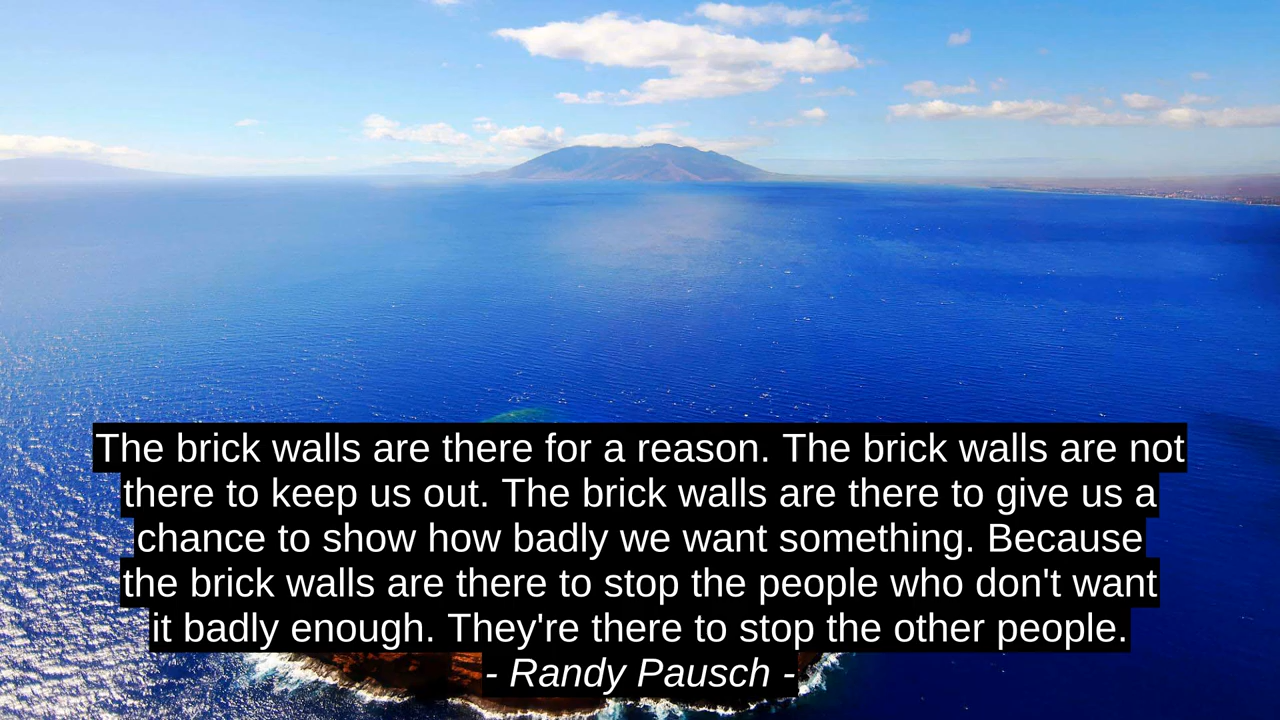 The brick walls are there for a reason. The brick walls are not
there to keep us out. The brick walls are there to give us a
chance to show how badly we want something. Because
the brick walls are there to stop the people who don't want
it badly enough. They're there to stop the other people.
- Randy Pausch -